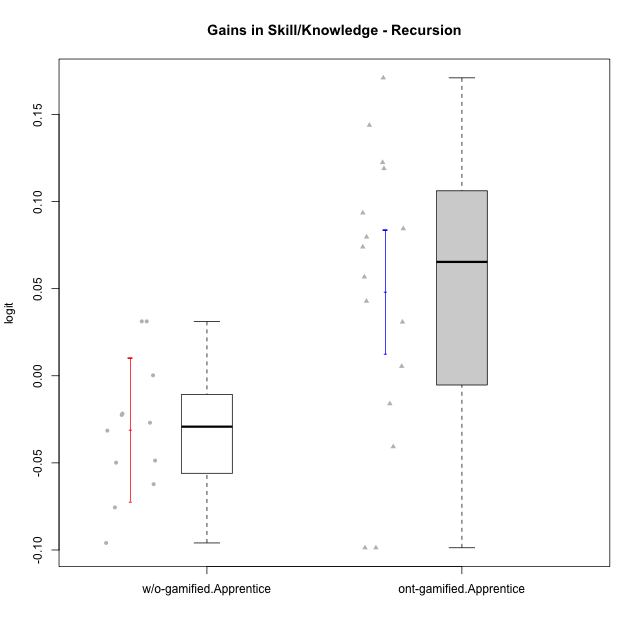 Gains in Skill/Knowledge - Recursion
logit
0.15
0.10
0.05
0.00
-0.05
-0.10
w/o-gamified.Apprentice
ont-gamified.Apprentice